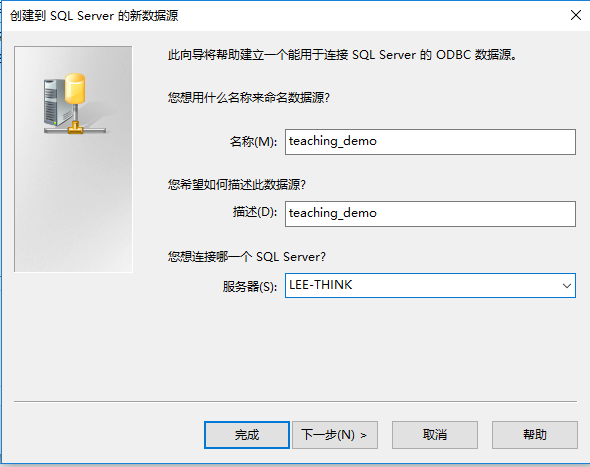 创建到 SQL Server 的新数据源
此向导将帮助建立一个能用于连接 SQL Server 的 ODBC 数据源。
您想用什么名称来命名数据源?
名称(M): teaching_demo
您希望如何描述此数据源?
描述(D): teaching_demo
您想连接哪一个 SQL Server?
服务器(S): LEE-THINK
完成 下一步(N) > 取消 帮助